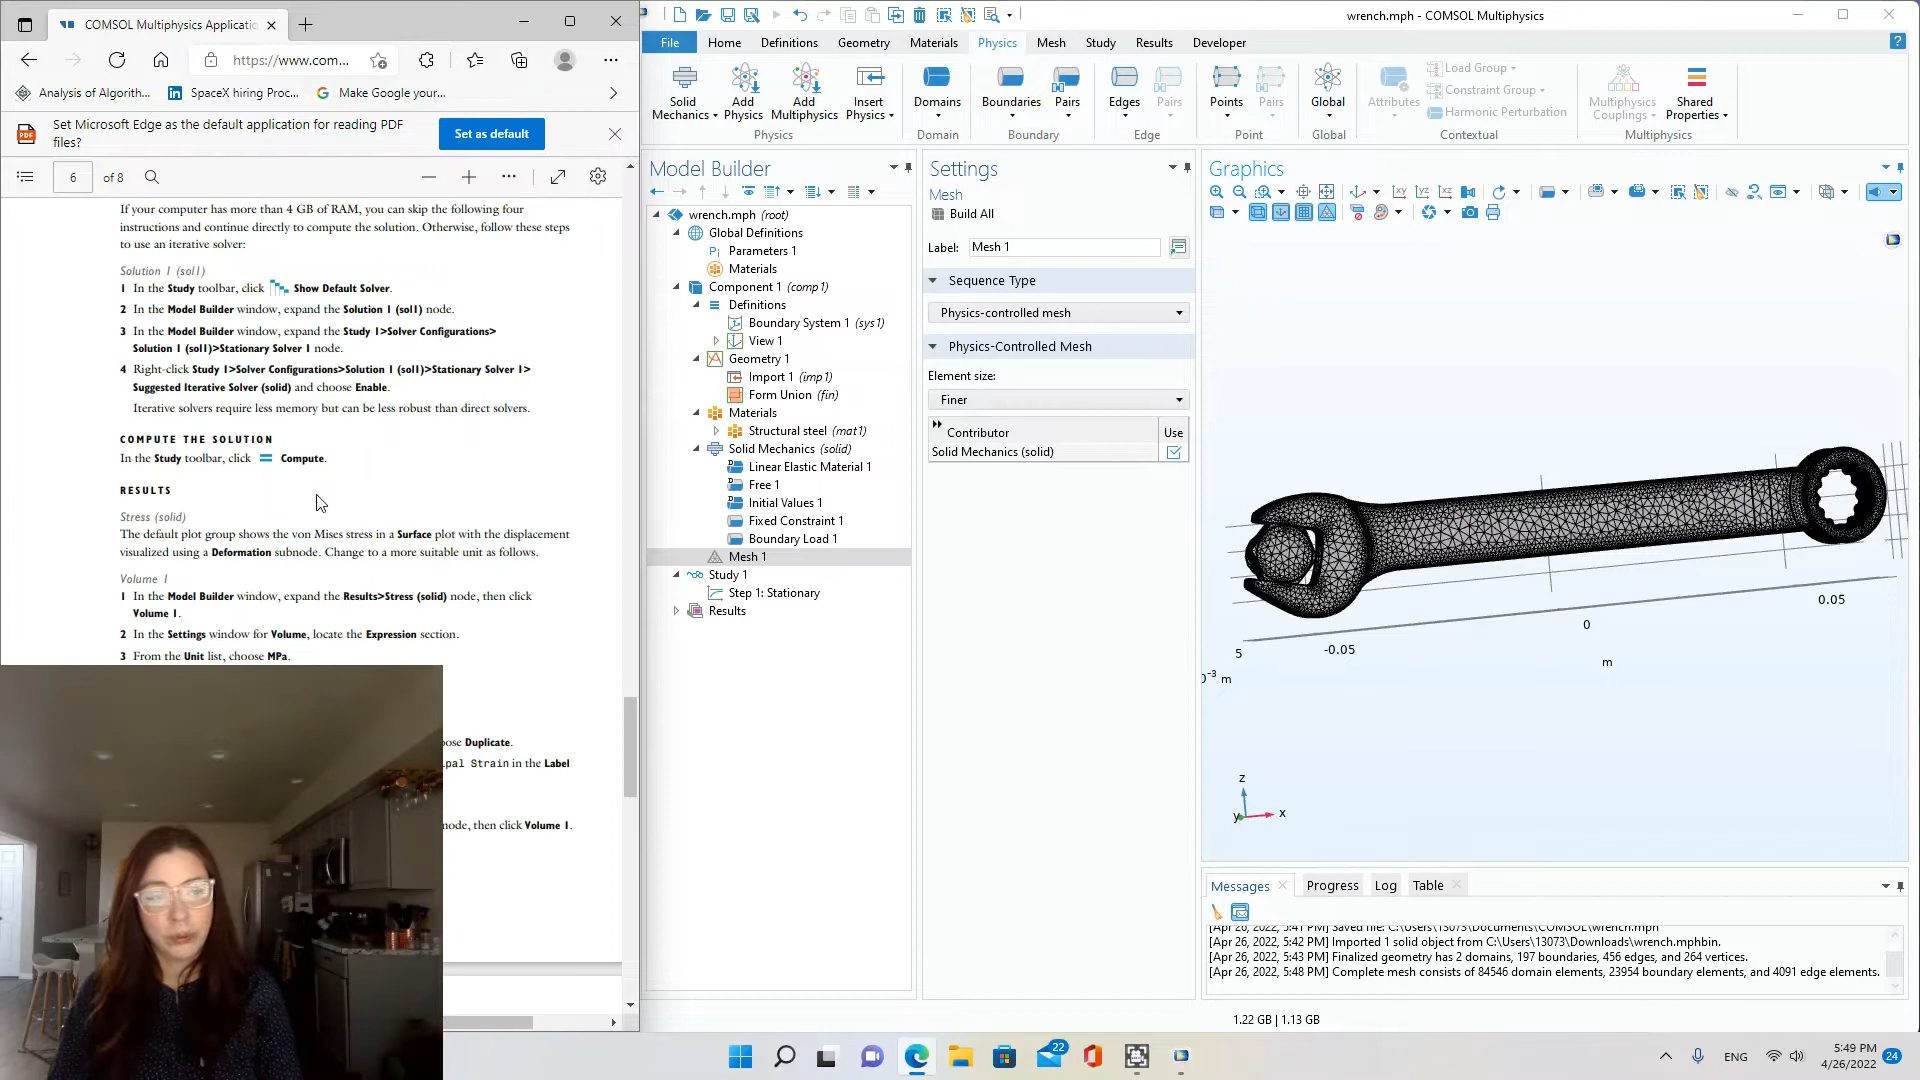 COMSOL Multiphysics Applicatio
https://www.com...
Analysis of Algorith...
SpaceX hiring Proc...
Make Google your...
Set Microsoft Edge as the default application for reading PDF
files?
Set as default
6
of 8
If your computer has more than 4 GB of RAM, you can skip the following four
instructions and continue directly to compute the solution. Otherwise, follow these steps
to use an iterative solver:
Solution 1 (sol1)
1 In the Study toolbar, click Show Default Solver.
2 In the Model Builder window, expand the Solution 1 (sol1) node.
3 In the Model Builder window, expand the Study 1>Solver Configurations>
Solution 1 (sol1)>Stationary Solver 1 node.
4 Right-click Study 1>Solver Configurations>Solution 1 (sol1)>Stationary Solver 1>
Suggested Iterative Solver (solid) and choose Enable.
Iterative solvers require less memory but can be less robust than direct solvers.
COMPUTE THE SOLUTION
In the Study toolbar, click = Compute.
RESULTS
Stress (solid)
The default plot group shows the von Mises stress in a Surface plot with the displacement
visualized using a Deformation subnode. Change to a more suitable unit as follows.
Volume 1
1 In the Model Builder window, expand the Results>Stress (solid) node, then click
Volume 1.
2 In the Settings window for Volume, locate the Expression section.
3 From the Unit list, choose MPa.
ose Duplicate.
pal Strain in the Label
node, then click Volume 1.
wrench.mph - COMSOL Multiphysics
File
Home
Definitions
Geometry
Materials
Physics
Mesh
Study
Results
Developer
Solid
Mechanics
Add
Physics
Add
Multiphysics
Insert
Physics
Physics
Domains
Domain
Boundaries
Pairs
Boundary
Edges
Pairs
Edge
Points
Pairs
Point
Global
Global
Attributes
Load Group
Constraint Group
Harmonic Perturbation
Contextual
Multiphysics
Couplings
Shared
Properties
Multiphysics
Model Builder
wrench.mph (root)
Global Definitions
Pi Parameters 1
Materials
Component 1 (comp1)
Definitions
Boundary System 1 (sys1)
View 1
Geometry 1
Import 1 (imp1)
Form Union (fin)
Materials
Structural steel (mat1)
Solid Mechanics (solid)
Linear Elastic Material 1
Free 1
Initial Values 1
Fixed Constraint 1
Boundary Load 1
Mesh 1
Study 1
Step 1: Stationary
Results
Settings
Mesh
Build All
Label: Mesh 1
Sequence Type
Physics-controlled mesh
Physics-Controlled Mesh
Element size:
Finer
Contributor
Use
Solid Mechanics (solid)
Graphics
xy
yz
xz
0.05
0
-0.05
m
5
0⁻³ m
z
y
x
Messages
Progress
Log
Table
[Apr 26, 2022, 5:41 PM] Saved file: C:\Users\13073\Documents\COMSOL\wrench.mph
[Apr 26, 2022, 5:42 PM] Imported 1 solid object from C:\Users\13073\Downloads\wrench.mphbin.
[Apr 26, 2022, 5:43 PM] Finalized geometry has 2 domains, 197 boundaries, 456 edges, and 264 vertices.
[Apr 26, 2022, 5:48 PM] Complete mesh consists of 84546 domain elements, 23954 boundary elements, and 4091 edge elements.
1.22 GB | 1.13 GB
22
ENG
5:49 PM
4/26/2022
24